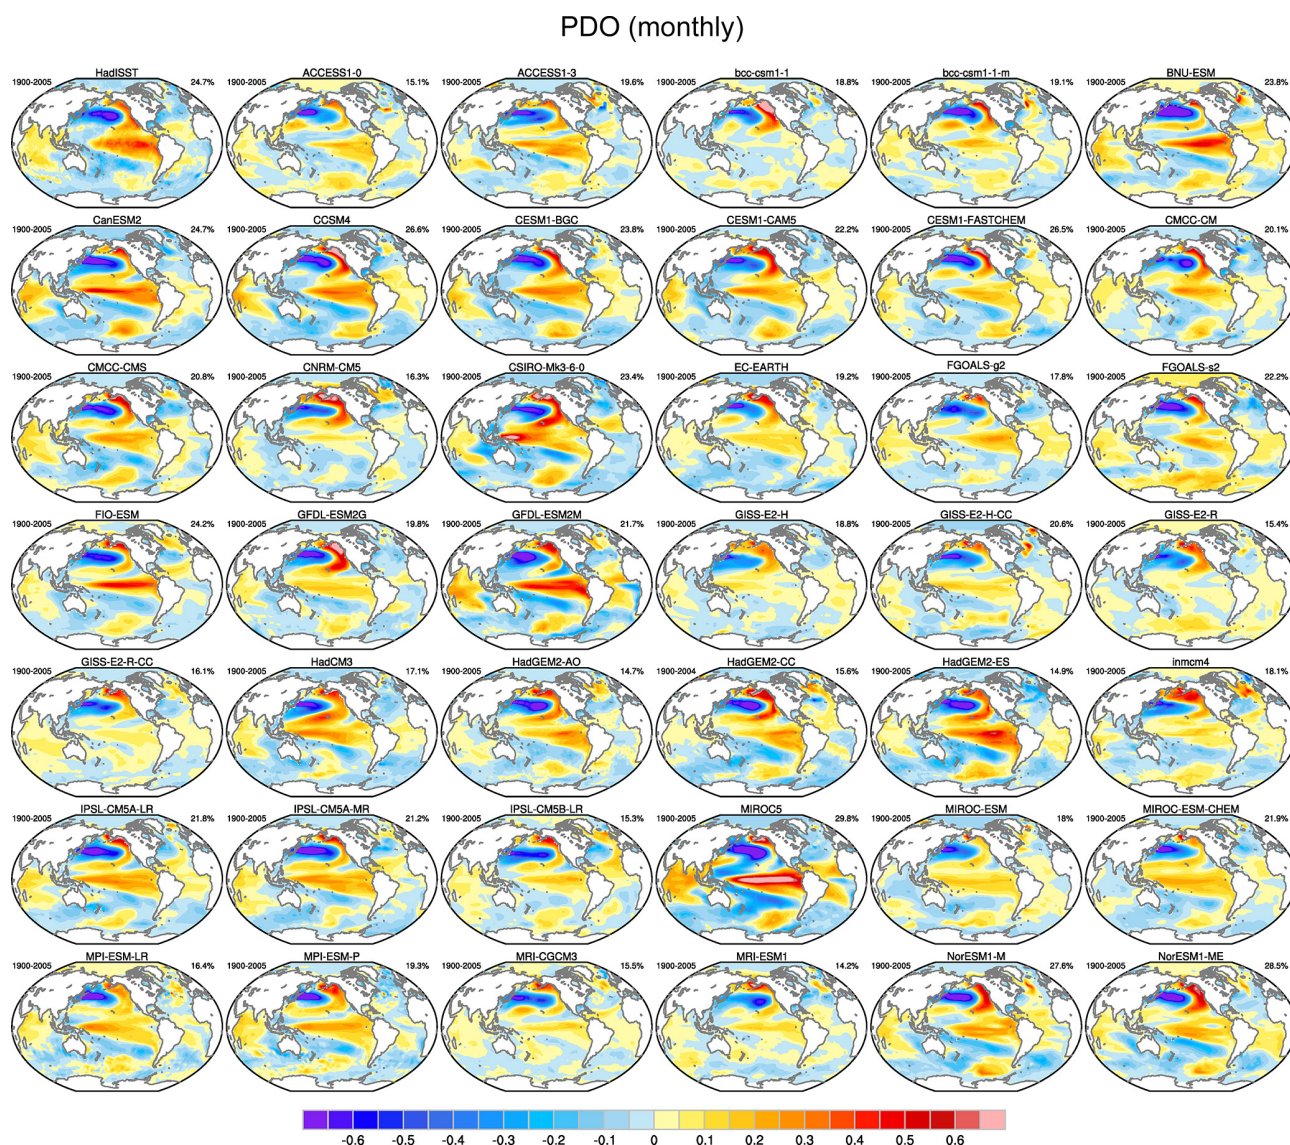 PDO (monthly)
HadISST
1900-2005 24.7%
ACCESS1-0
1900-2005 15.1%
ACCESS1-3
1900-2005 19.6%
bcc-csm1-1
1900-2005 18.8%
bcc-csm1-1-m
1900-2005 19.1%
BNU-ESM
1900-2005 23.8%
CanESM2
1900-2005 24.7%
CCSM4
1900-2005 26.6%
CESM1-BGC
1900-2005 23.8%
CESM1-CAM5
1900-2005 22.2%
CESM1-FASTCHEM
1900-2005 26.5%
CMCC-CM
1900-2005 20.1%
CMCC-CMS
1900-2005 20.8%
CNRM-CM5
1900-2005 16.3%
CSIRO-Mk3-6-0
1900-2005 23.4%
EC-EARTH
1900-2005 19.2%
FGOALS-g2
1900-2005 17.8%
FGOALS-s2
1900-2005 22.2%
FIO-ESM
1900-2005 24.2%
GFDL-ESM2G
1900-2005 19.8%
GFDL-ESM2M
1900-2005 21.7%
GISS-E2-H
1900-2005 18.8%
GISS-E2-H-CC
1900-2005 20.6%
GISS-E2-R
1900-2005 15.4%
GISS-E2-R-CC
1900-2005 16.1%
HadCM3
1900-2005 17.1%
HadGEM2-AO
1900-2005 14.7%
HadGEM2-CC
1900-2004 15.6%
HadGEM2-ES
1900-2005 14.9%
inmcm4
1900-2005 18.1%
IPSL-CM5A-LR
1900-2005 21.8%
IPSL-CM5A-MR
1900-2005 21.2%
IPSL-CM5B-LR
1900-2005 15.3%
MIROC5
1900-2005 29.8%
MIROC-ESM
1900-2005 18%
MIROC-ESM-CHEM
1900-2005 21.9%
MPI-ESM-LR
1900-2005 16.4%
MPI-ESM-P
1900-2005 19.3%
MRI-CGCM3
1900-2005 15.5%
MRI-ESM1
1900-2005 14.2%
NorESM1-M
1900-2005 27.6%
NorESM1-ME
1900-2005 28.5%
-0.6 -0.5 -0.4 -0.3 -0.2 -0.1 0 0.1 0.2 0.3 0.4 0.5 0.6